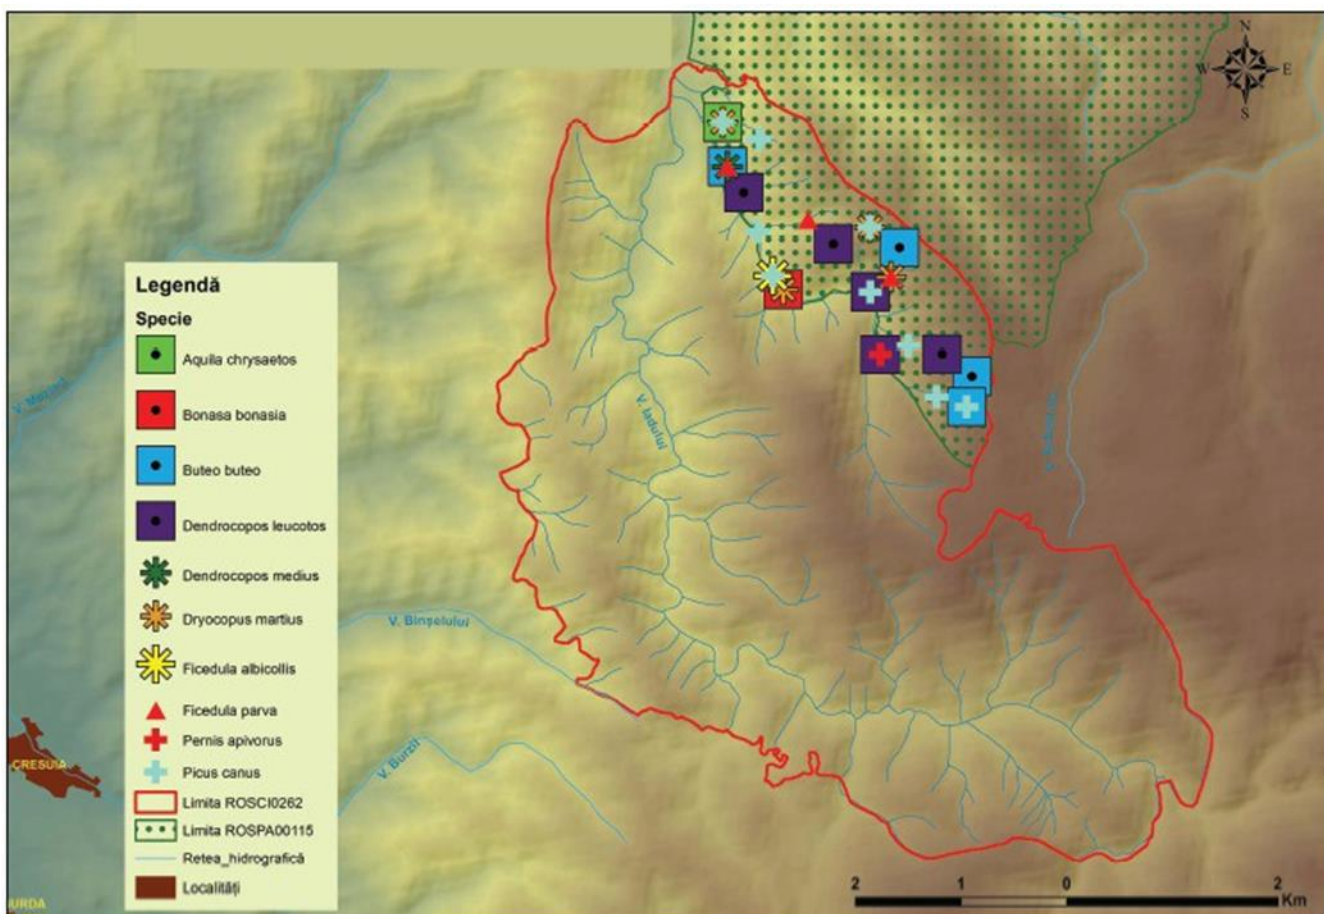 N
W E
S
Legendă
Specie
Aquila chrysaetos
Bonasa bonasia
Buteo buteo
Dendrocopos leucotos
Dendrocopos medius
Dryocopus martius
Ficedula albicollis
Ficedula parva
Pernis apivorus
Picus canus
Limita ROSCI0262
Limita ROSPA00115
Retea_hidrografică
Localități
V. Iadului
V. Binșelului
V. Burzil
CRESUIA
URDA
2 1 0 2
Km